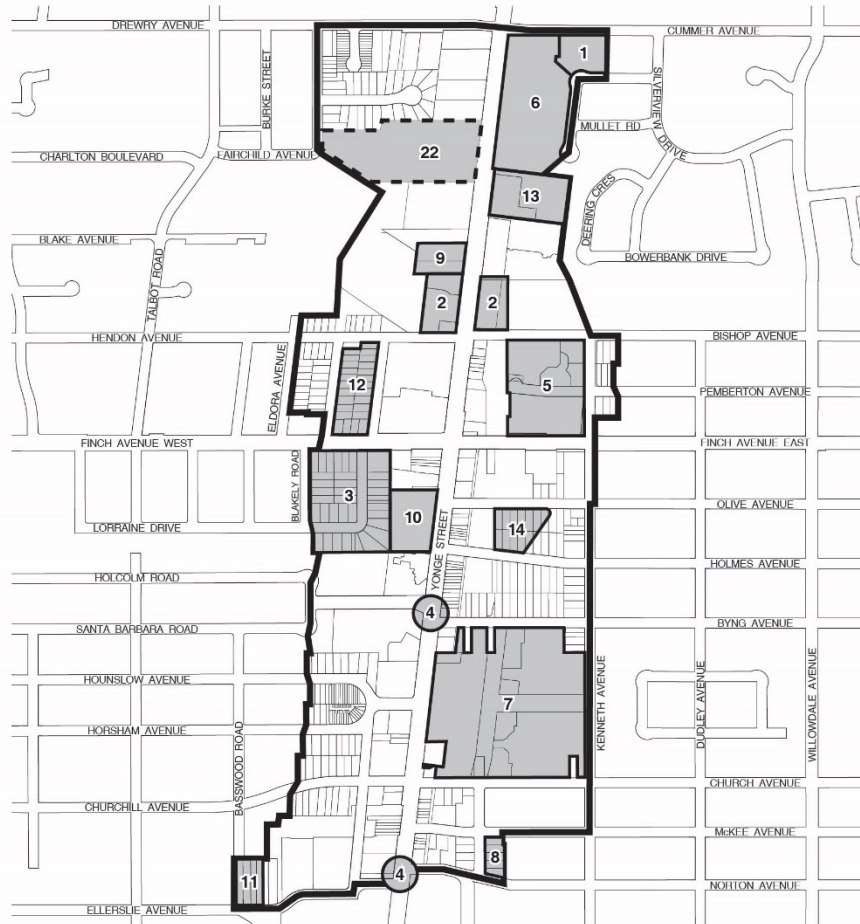 DREWRY AVENUE
CUMMER AVENUE
1
BURKE STREET
6
SILVERVIEW DRIVE
MULLET RD
22
CHARLTON BOULEVARD
FAIRCHILD AVENUE
13
DEERING CRES
BLAKE AVENUE
TALBOT ROAD
9
BOWERBANK DRIVE
2
2
HENDON AVENUE
BISHOP AVENUE
ELDORA AVENUE
12
5
PEMBERTON AVENUE
FINCH AVENUE WEST
FINCH AVENUE EAST
BLAKELY ROAD
3
10
YONGE STREET
14
OLIVE AVENUE
LORRAINE DRIVE
HOLMES AVENUE
HOLCOLM ROAD
4
SANTA BARBARA ROAD
BYNG AVENUE
HOUNSLOW AVENUE
7
KENNETH AVENUE
DUDLEY AVENUE
WILLOWDALE AVENUE
HORSHAM AVENUE
BASSWOOD ROAD
CHURCHILL AVENUE
CHURCH AVENUE
McKEE AVENUE
8
11
4
NORTON AVENUE
ELLERSLIE AVENUE